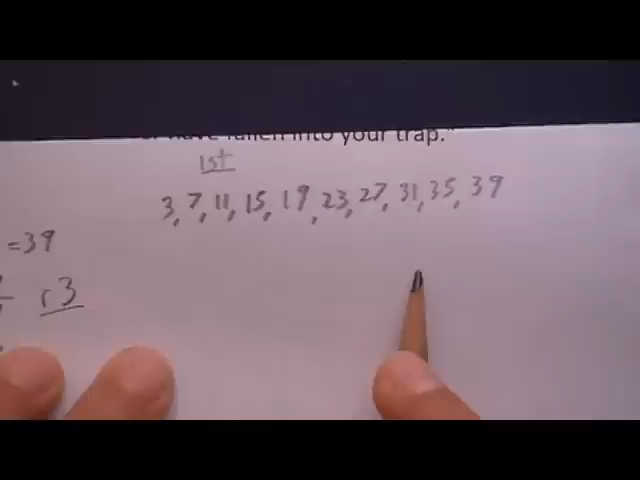 have fallen into your trap."
1st
3, 7, 11, 15, 19, 23, 27, 31, 35, 39
=39
r3